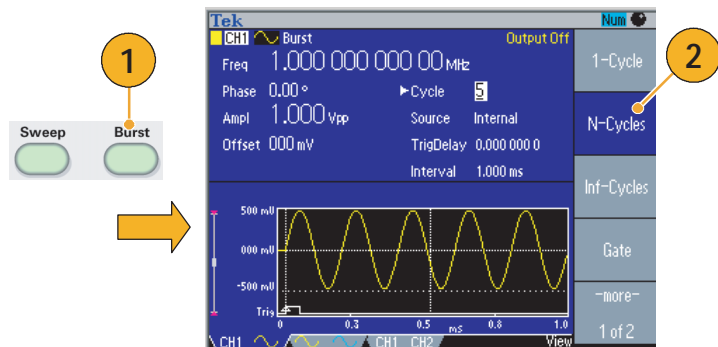 Tek
Num
CH1 Burst Output Off
Freq 1.000 000 000 00 MHz
Phase 0.00 °
Cycle 5
Ampl 1.000 Vpp
Source Internal
Offset 000 mV
TrigDelay 0.000 000 0
Interval 1.000 ms
1-Cycle
N-Cycles
Inf-Cycles
Gate
-more-
1 of 2
1
2
Sweep
Burst
500 mU
000 mU
-500 mU
Trig
0 0.3 0.5 ms 0.8 1.0
CH1 CH1 CH2 View